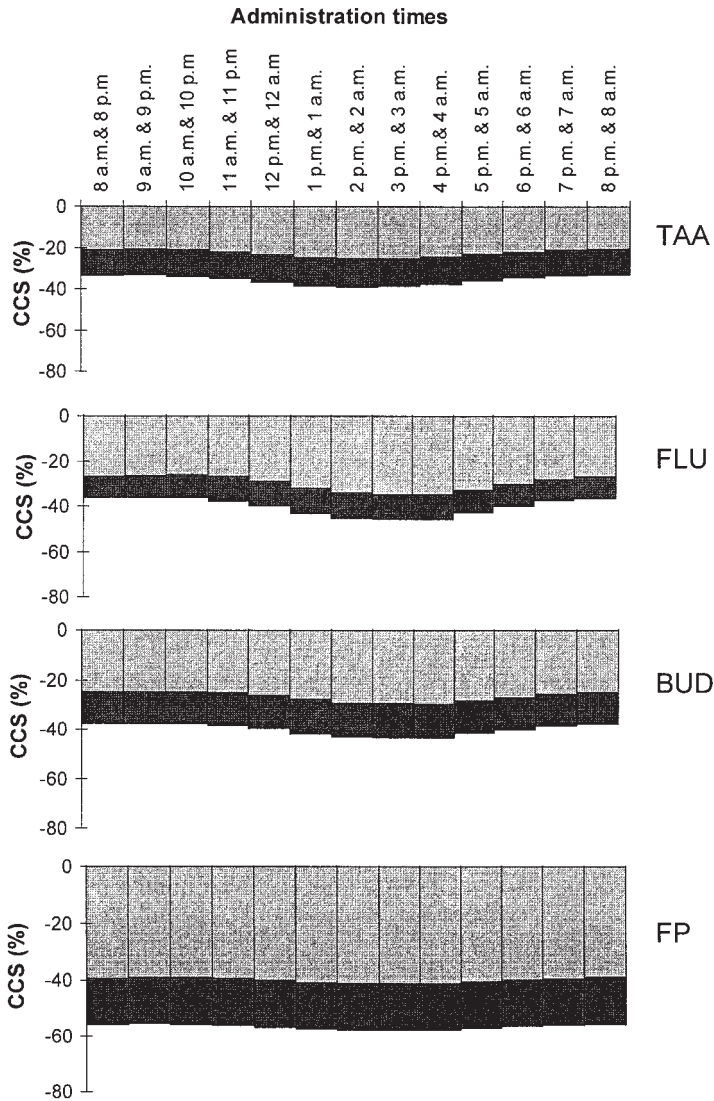 Administration times
8 a.m.& 8 p.m
9 a.m. & 9 p.m.
10 a.m.& 10 p.m
11 a.m.& 11 p.m
12 p.m.& 12 a.m
1 p.m.& 1 a.m.
2 p.m. & 2 a.m.
3 p.m.& 3 a.m.
4 p.m.& 4 a.m.
5 p.m.& 5 a.m.
6 p.m.& 6 a.m.
7 p.m.& 7 a.m.
8 p.m.& 8 a.m.
CCS (%)
0
-20
-40
-60
-80
TAA
CCS (%)
0
-20
-40
-60
-80
FLU
CCS (%)
0
-20
-40
-60
-80
BUD
CCS (%)
0
-20
-40
-60
-80
FP